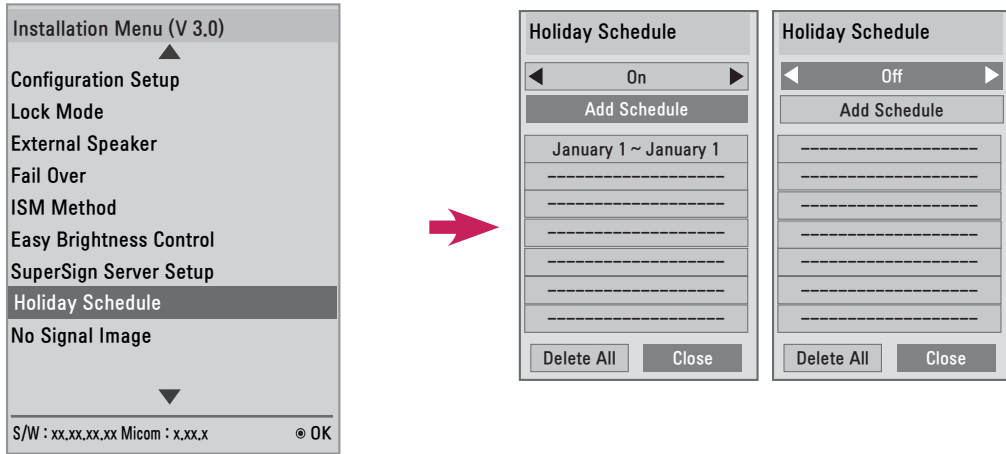 Installation Menu (V 3.0)
Configuration Setup
Lock Mode
External Speaker
Fail Over
ISM Method
Easy Brightness Control
SuperSign Server Setup
Holiday Schedule
No Signal Image
S/W : xx.xx.xx.xx Micom : x.xx.x ◉ OK
Holiday Schedule
◀ On ▶
Add Schedule
January 1 ~ January 1
-------------------
-------------------
-------------------
-------------------
-------------------
-------------------
Delete All Close
Holiday Schedule
◀ Off ▶
Add Schedule
-------------------
-------------------
-------------------
-------------------
-------------------
-------------------
-------------------
Delete All Close